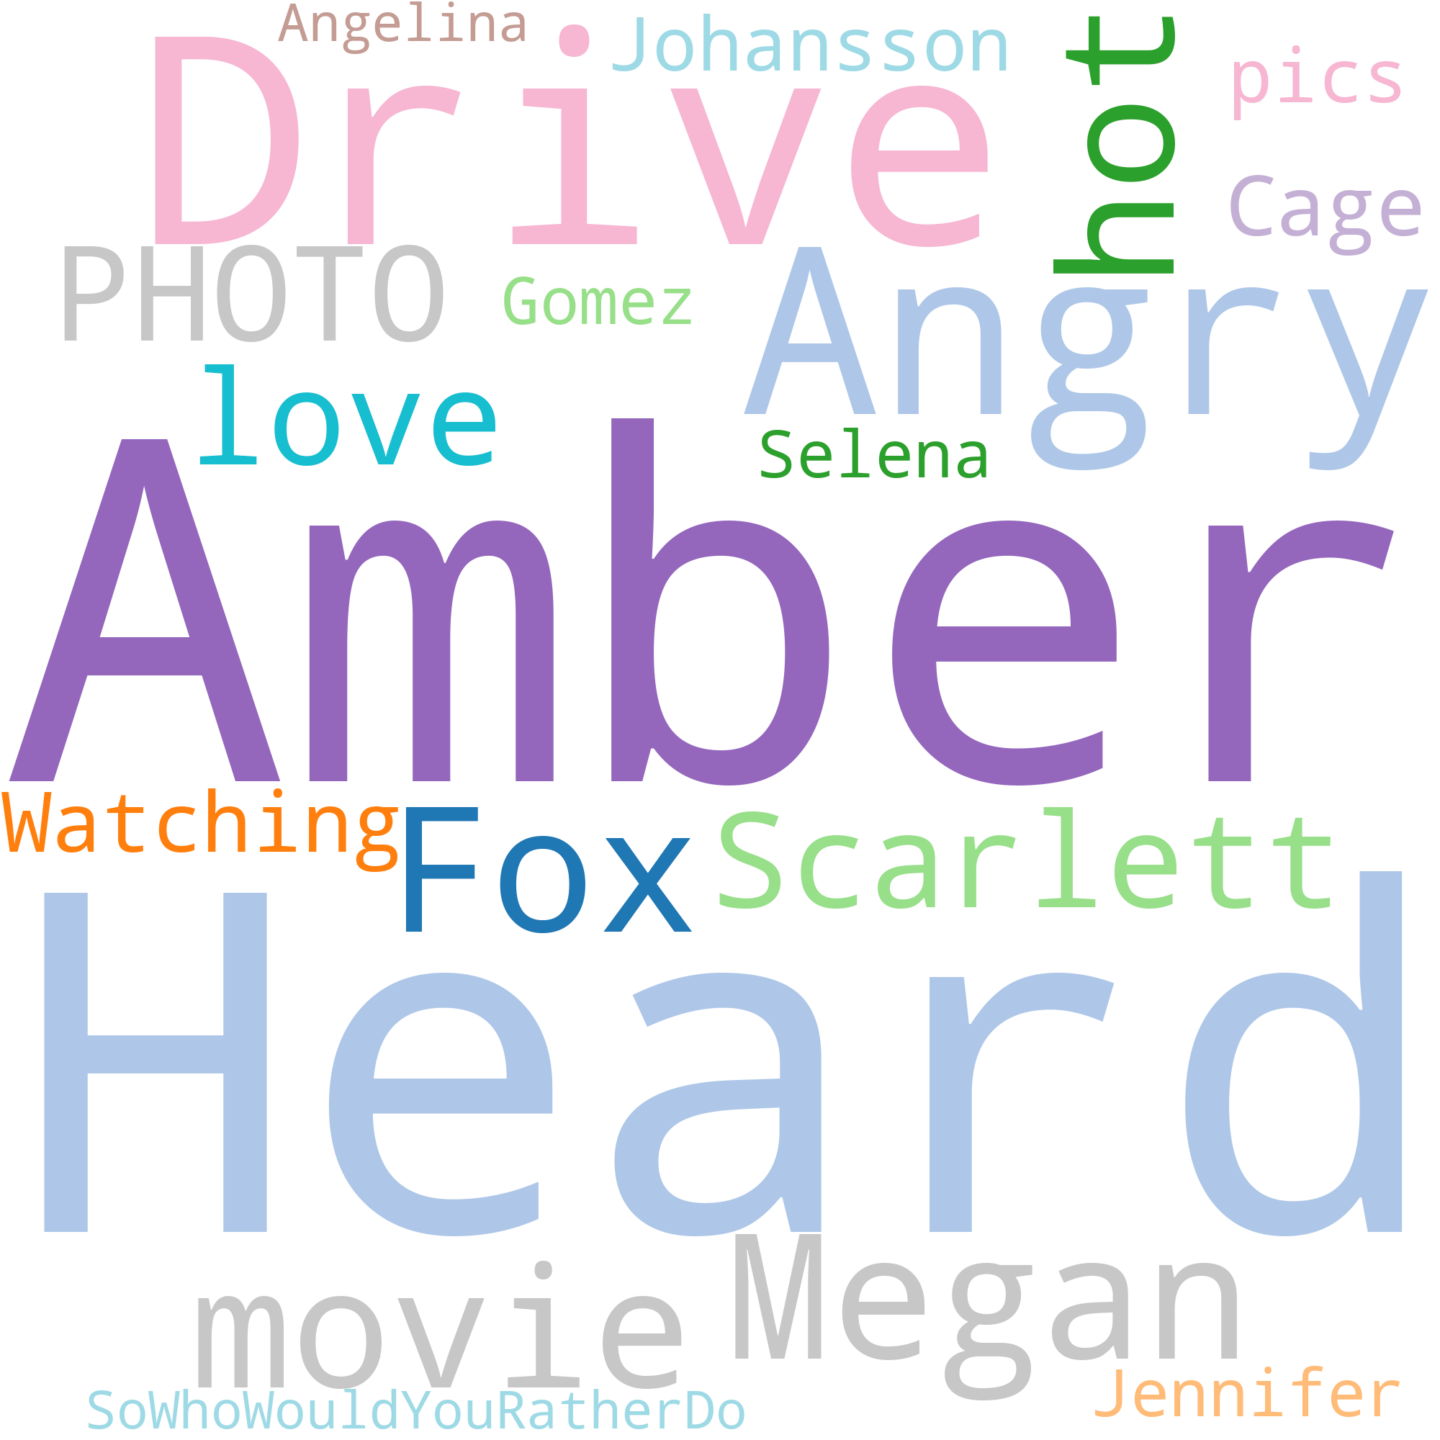 Angelina
Johansson
Drive
hot
pics
Cage
PHOTO
Gomez
Angry
love
Selena
Amber
Watching
Fox
Scarlett
Heard
movie
Megan
Jennifer
SoWhoWouldYouRatherDo